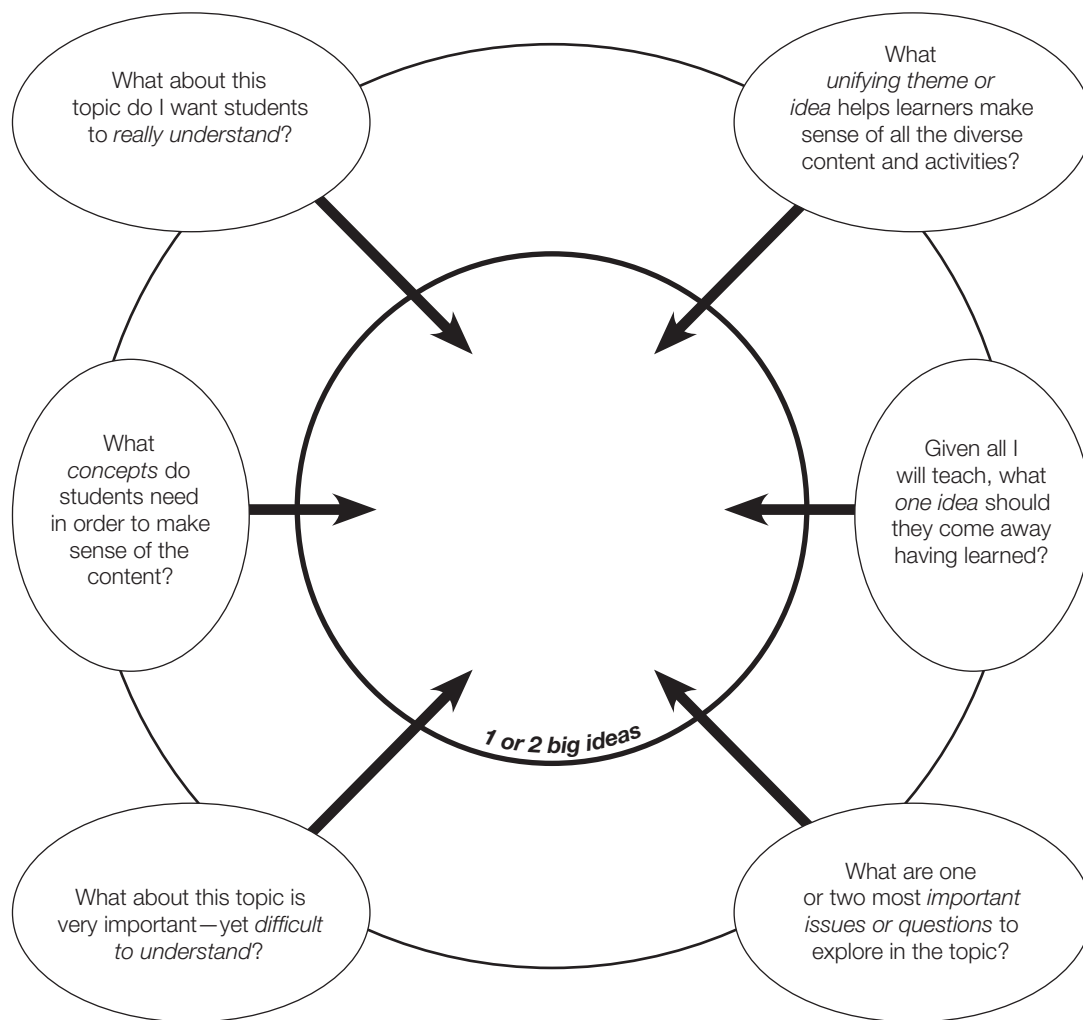 What about this
topic do I want students
to really understand?
What
unifying theme or
idea helps learners make
sense of all the diverse
content and activities?
What
concepts do
students need
in order to make
sense of the
content?
Given all I
will teach, what
one idea should
they come away
having learned?
1 or 2 big ideas
What about this topic is
very important—yet difficult
to understand?
What are one
or two most important
issues or questions to
explore in the topic?